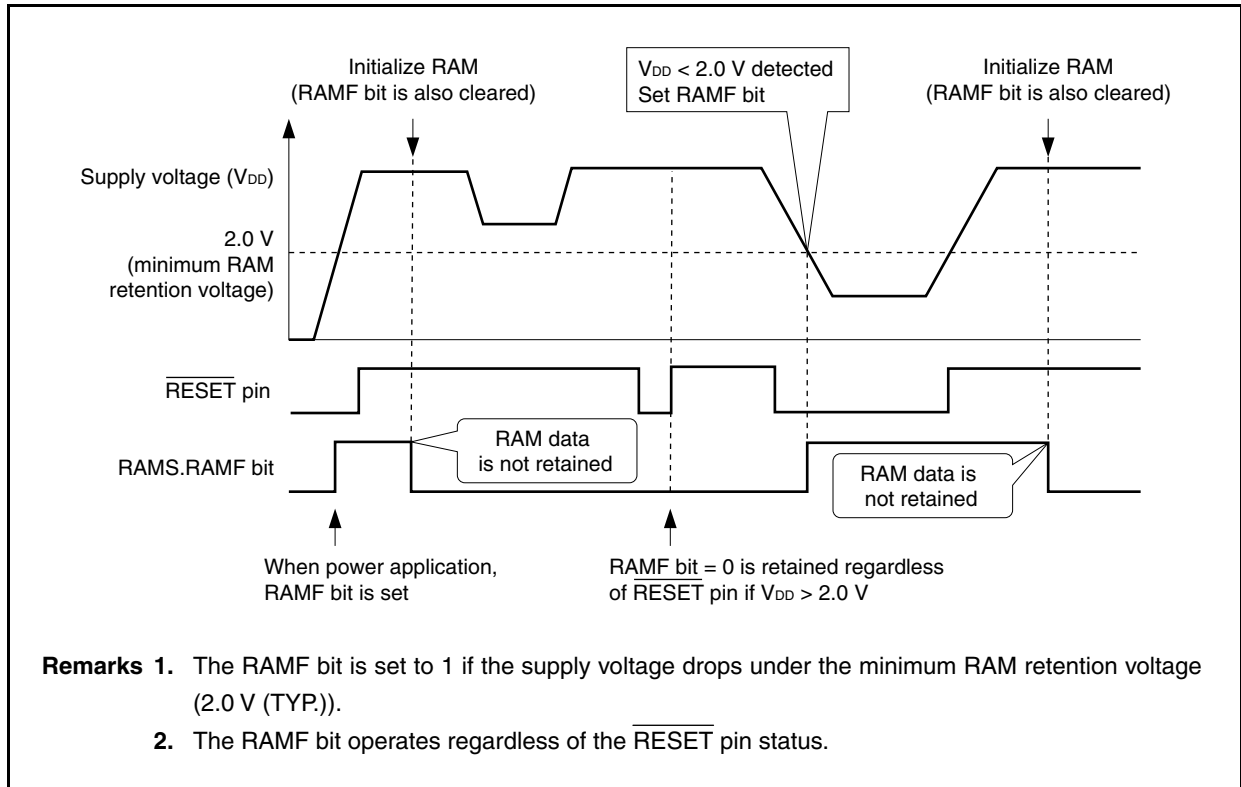 Initialize RAM
(RAMF bit is also cleared)
VDD < 2.0 V detected
Set RAMF bit
Initialize RAM
(RAMF bit is also cleared)
Supply voltage (VDD)
2.0 V
(minimum RAM
retention voltage)
RESET pin
RAMS.RAMF bit
RAM data
is not retained
RAM data is
not retained
When power application,
RAMF bit is set
RAMF bit = 0 is retained regardless
of RESET pin if VDD > 2.0 V
Remarks 1. The RAMF bit is set to 1 if the supply voltage drops under the minimum RAM retention voltage
(2.0 V (TYP.)).
2. The RAMF bit operates regardless of the RESET pin status.